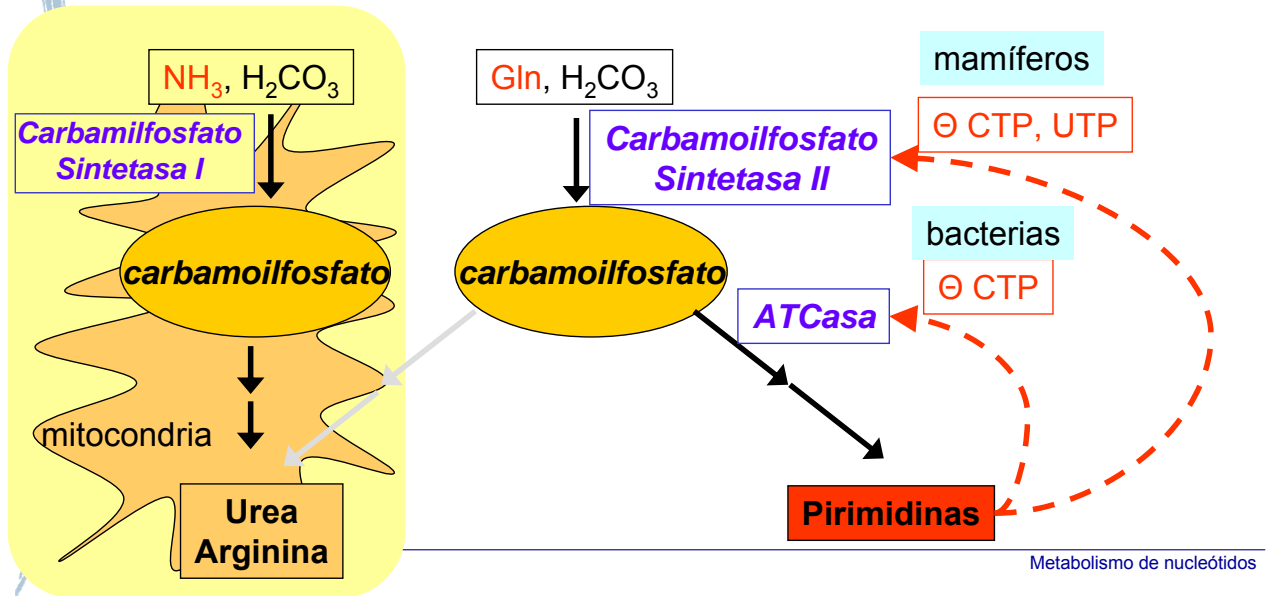 NH₃, H₂CO₃
Carbamilfosfato
Sintetasa I
carbamoilfosfato
mitocondria
Urea
Arginina
Gln, H₂CO₃
Carbamoilfosfato
Sintetasa II
carbamoilfosfato
ATCasa
Pirimidinas
mamíferos
Θ CTP, UTP
bacterias
Θ CTP
Metabolismo de nucleótidos